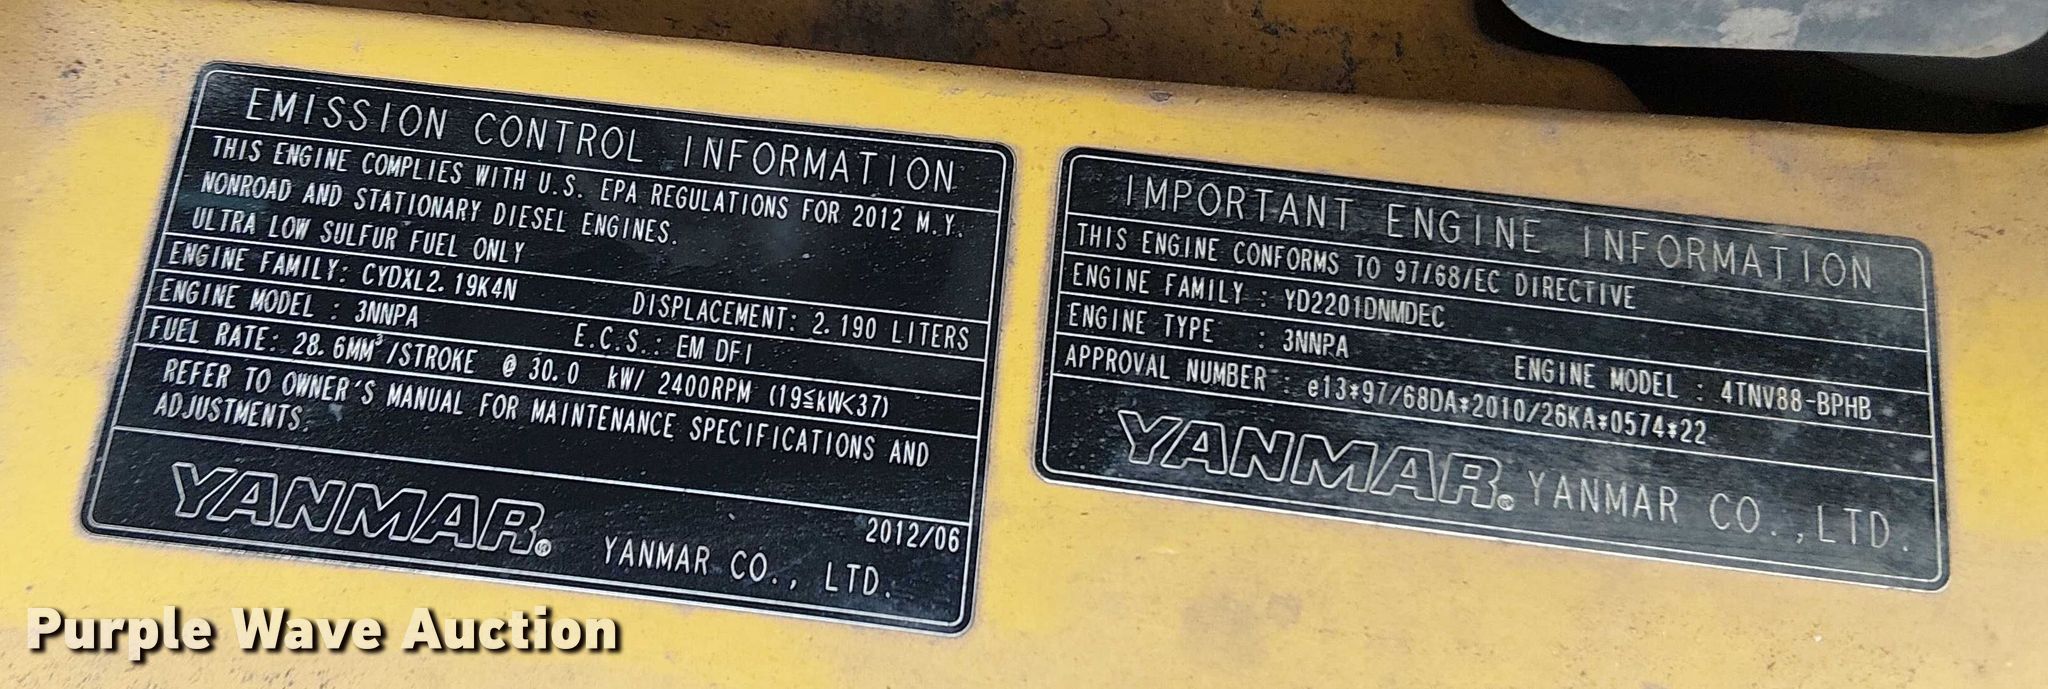 EMISSION CONTROL INFORMATION
THIS ENGINE COMPLIES WITH U.S. EPA REGULATIONS FOR 2012 M.Y.
NONROAD AND STATIONARY DIESEL ENGINES.
ULTRA LOW SULFUR FUEL ONLY
ENGINE FAMILY: CYDXL2.19K4N DISPLACEMENT: 2.190 LITERS
ENGINE MODEL : 3NNPA E.C.S.: EM DFI
FUEL RATE: 28.6MM³/STROKE @ 30.0 kW/ 2400RPM (19≦kW<37)
REFER TO OWNER'S MANUAL FOR MAINTENANCE SPECIFICATIONS AND
ADJUSTMENTS.
2012/06
YANMAR® YANMAR CO., LTD.
IMPORTANT ENGINE INFORMATION
THIS ENGINE CONFORMS TO 97/68/EC DIRECTIVE
ENGINE FAMILY : YD2201DNMDEC
ENGINE TYPE : 3NNPA ENGINE MODEL : 4TNV88-BPHB
APPROVAL NUMBER : e13*97/68DA*2010/26KA*0574*22
YANMAR® YANMAR CO., LTD.
Purple Wave Auction